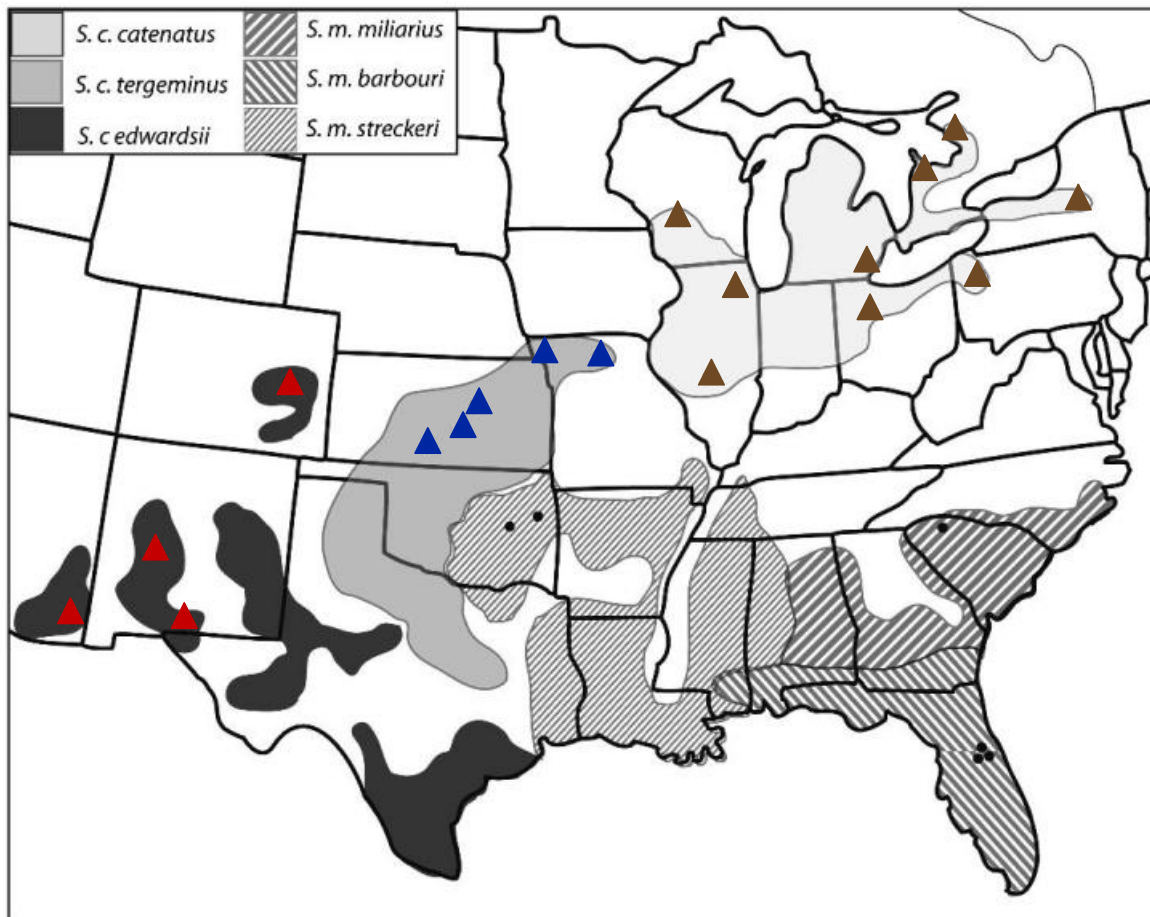 S. c. catenatus
S. c. tergeminus
S. c edwardsii
S. m. miliarius
S. m. barbouri
S. m. streckeri